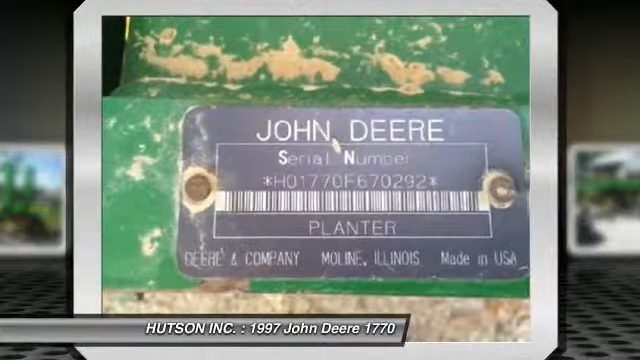 JOHN DEERE
Serial Number
*H01770F670292*
PLANTER
DEERE & COMPANY MOLINE, ILLINOIS Made in USA
HUTSON INC. : 1997 John Deere 1770